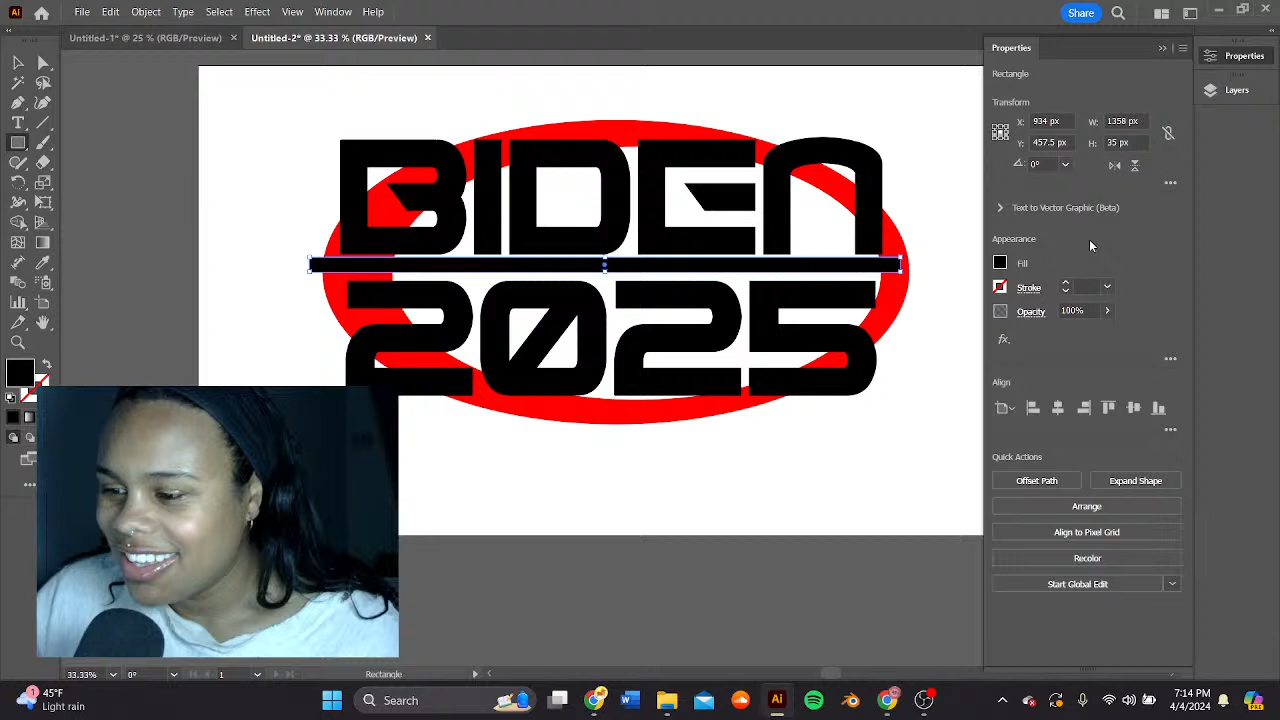 Ai File Edit Object Type Select Effect View Window Help Share
Untitled-1* @ 25 % (RGB/Preview) × Untitled-2* @ 33.33 % (RGB/Preview) ×
Properties
Properties
Rectangle
Layers
Transform
X: 934 px W: 1358 px
Y: 457.5 px H: 35 px
0°
Text to Vector Graphic (Beta)
Appearance
Fill
Stroke
Opacity 100%
fx.
Align
Quick Actions
Offset Path Expand Shape
Arrange
Align to Pixel Grid
Recolor
Start Global Edit
BIDEN
2025
33.33% 0° 1 Rectangle
1 45°F
Light rain
Search
W Ai
7:14 PM
4/4/2024